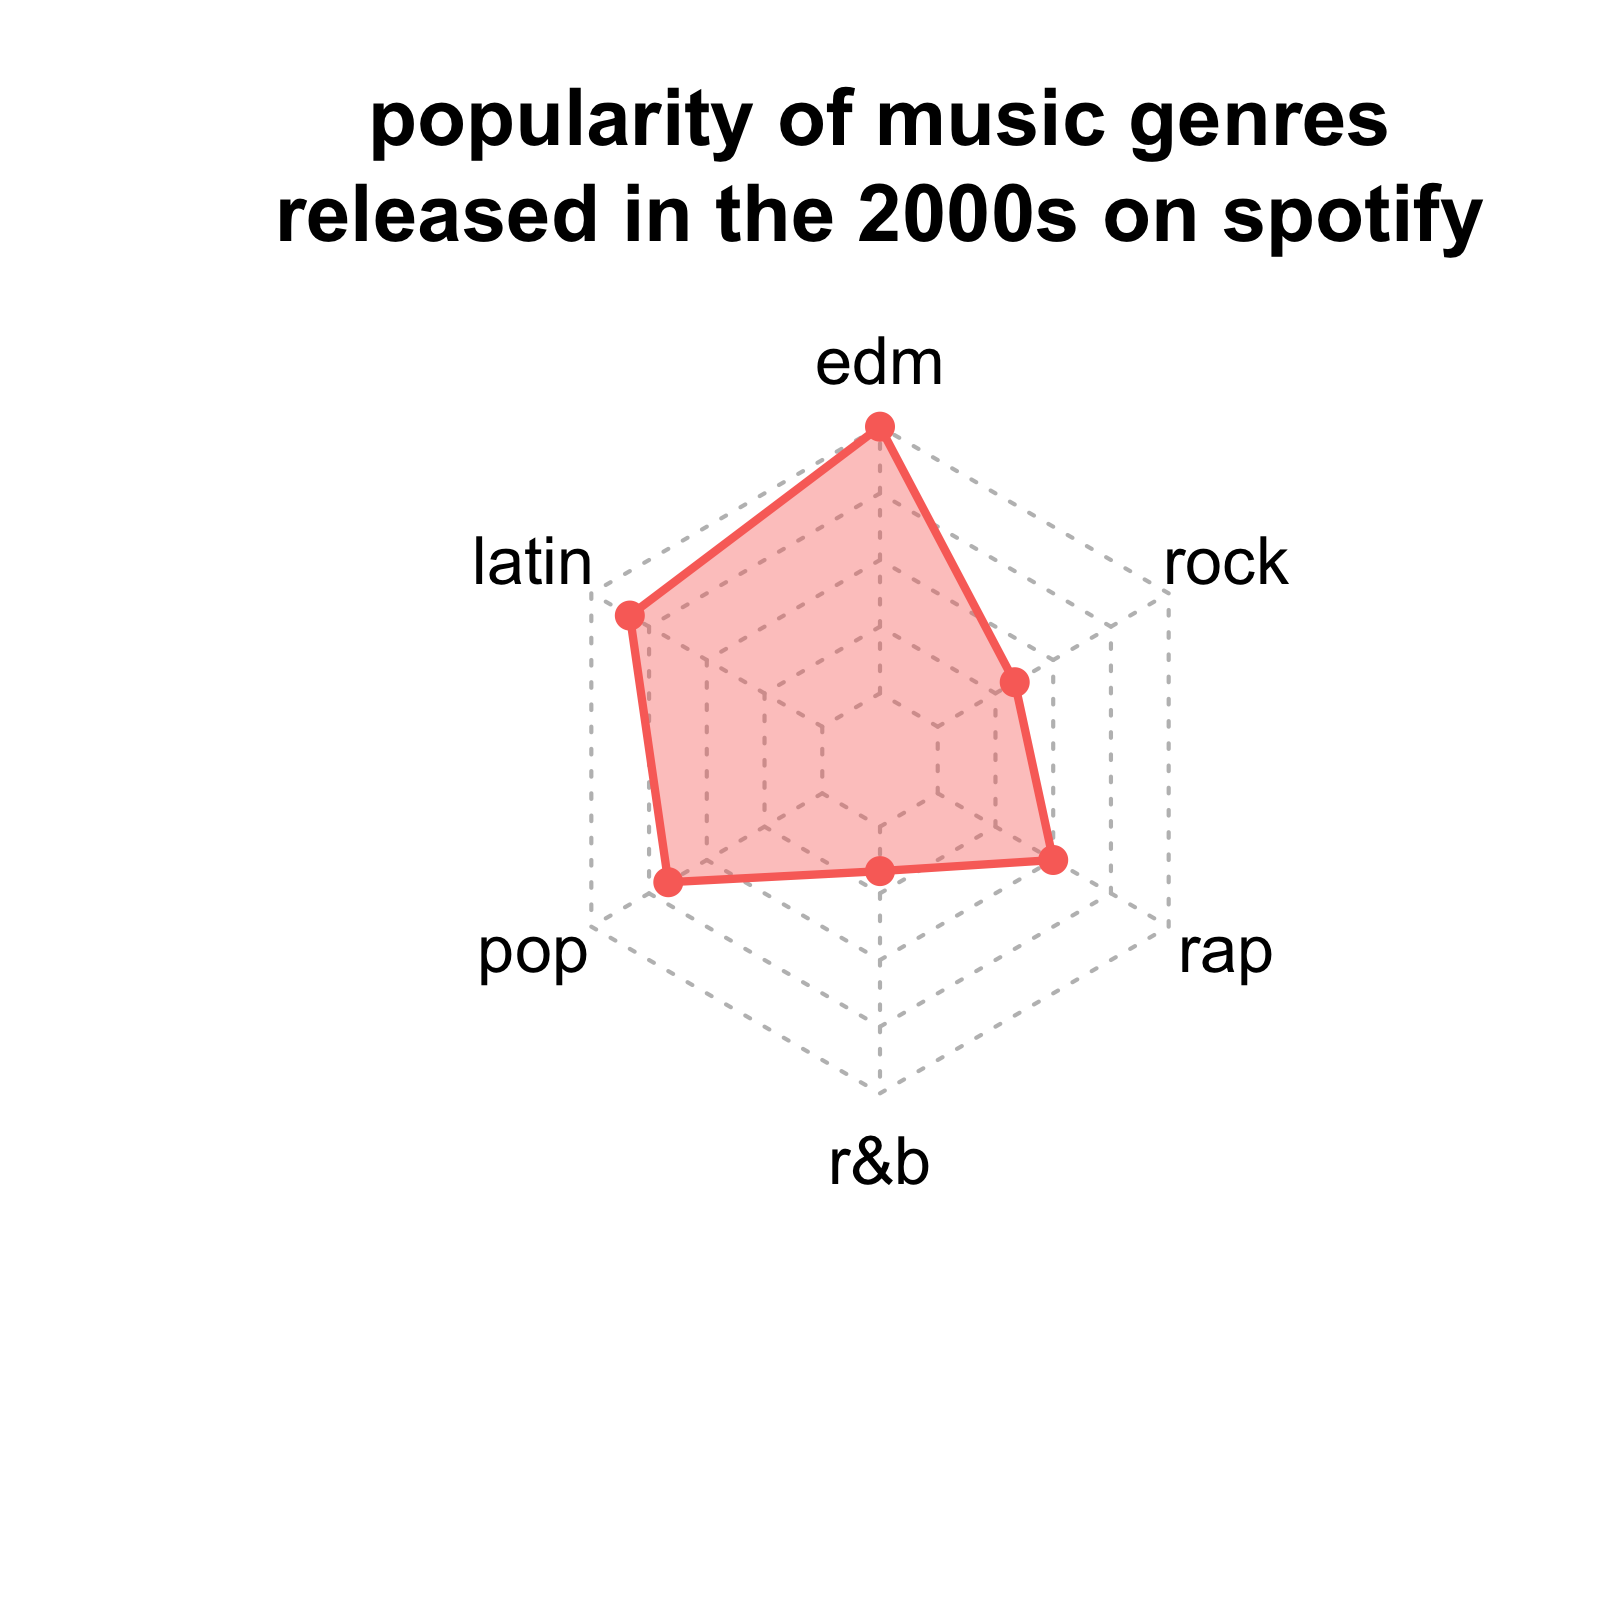 popularity of music genres
released in the 2000s on spotify
edm
latin
rock
pop
rap
r&b